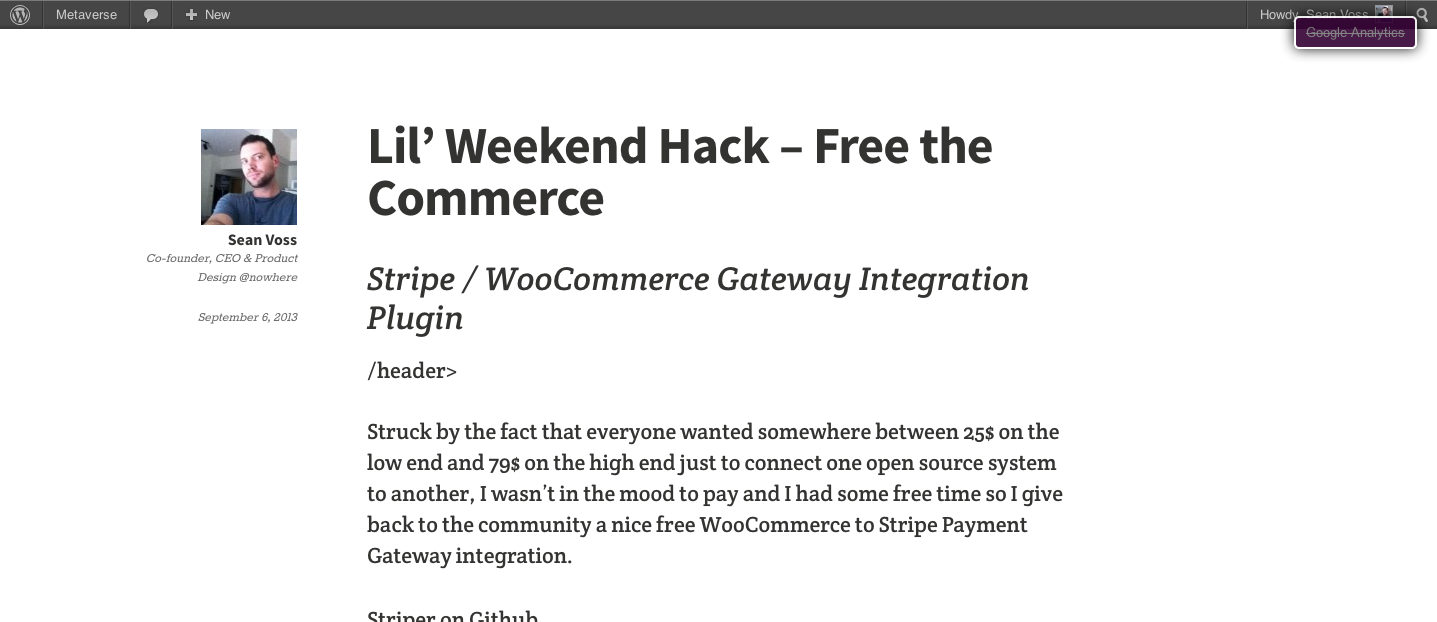 Metaverse New Howdy, Sean Voss
Google Analytics
Lil’ Weekend Hack – Free the
Commerce
Sean Voss
Co-founder, CEO & Product
Design @nowhere
September 6, 2013
Stripe / WooCommerce Gateway Integration
Plugin
/header>
Struck by the fact that everyone wanted somewhere between 25$ on the
low end and 79$ on the high end just to connect one open source system
to another, I wasn’t in the mood to pay and I had some free time so I give
back to the community a nice free WooCommerce to Stripe Payment
Gateway integration.
Striper on Github